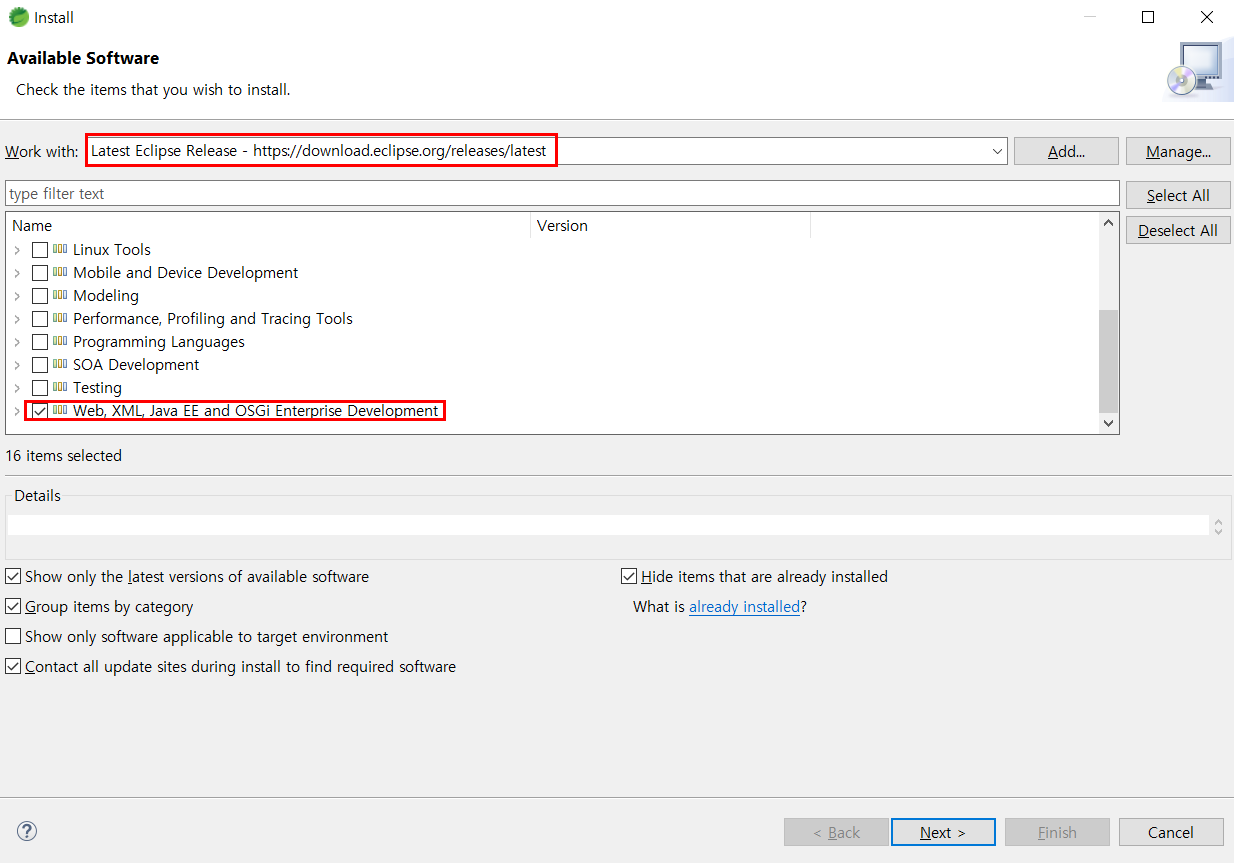 Install
Available Software
Check the items that you wish to install.
Work with: Latest Eclipse Release - https://download.eclipse.org/releases/latest Add... Manage...
type filter text Select All
Name Version Deselect All
Linux Tools
Mobile and Device Development
Modeling
Performance, Profiling and Tracing Tools
Programming Languages
SOA Development
Testing
Web, XML, Java EE and OSGi Enterprise Development
16 items selected
Details
Show only the latest versions of available software Hide items that are already installed
Group items by category What is already installed?
Show only software applicable to target environment
Contact all update sites during install to find required software
? < Back Next > Finish Cancel